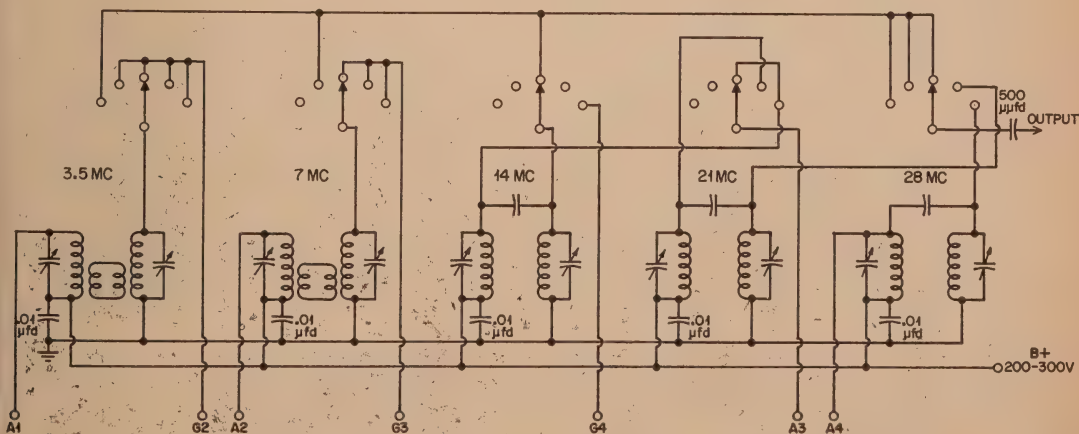 500
µµfd
OUTPUT
3.5 MC
7 MC
14 MC
21 MC
28 MC
.01
µfd
.01
µfd
.01
µfd
.01
µfd
.01
µfd
B+
200-300V
A1
G2
A2
G3
G4
A3
A4